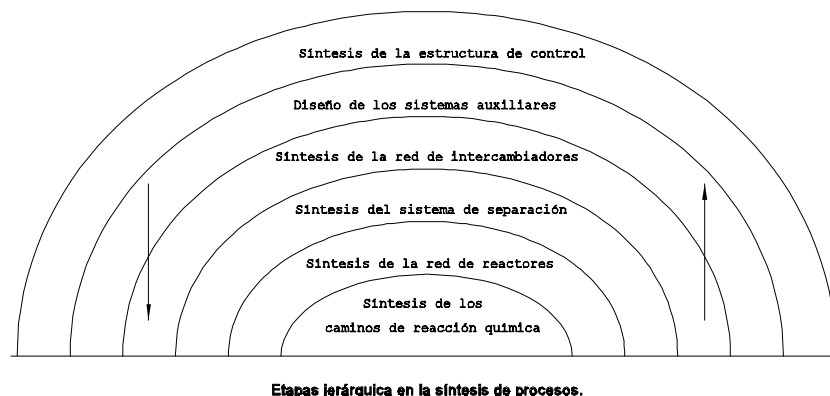 Síntesis de la estructura de control
Diseño de los sistemas auxiliares
Síntesis de la red de intercambiadores
Síntesis del sistema de separación
Síntesis de la red de reactores
Síntesis de los
caminos de reacción química
Etapas jerárquica en la síntesis de procesos.